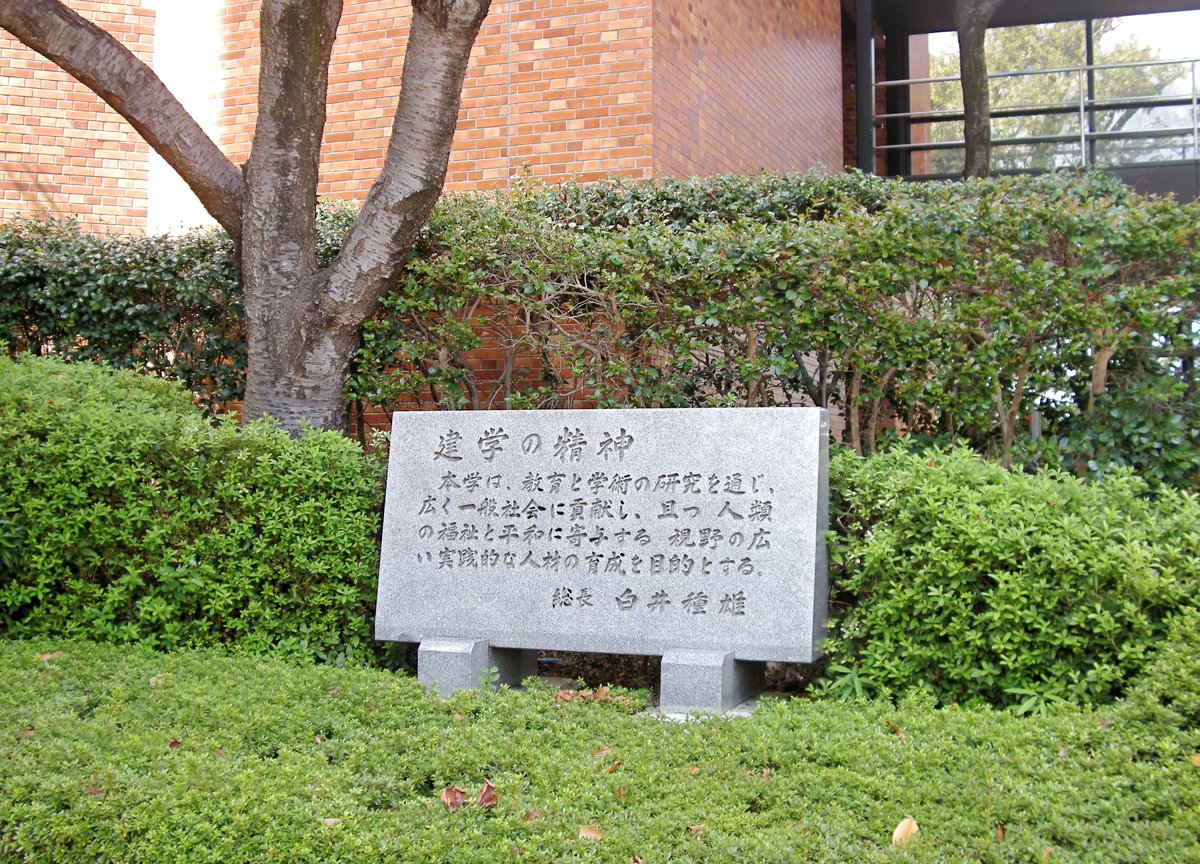 建学の精神
本学は、教育と学術の研究を通じ、
広く一般社会に貢献し、且つ 人類
の福祉と平和に寄与する 視野の広
い実践的な人材の育成を目的とする。
総長 白井種雄